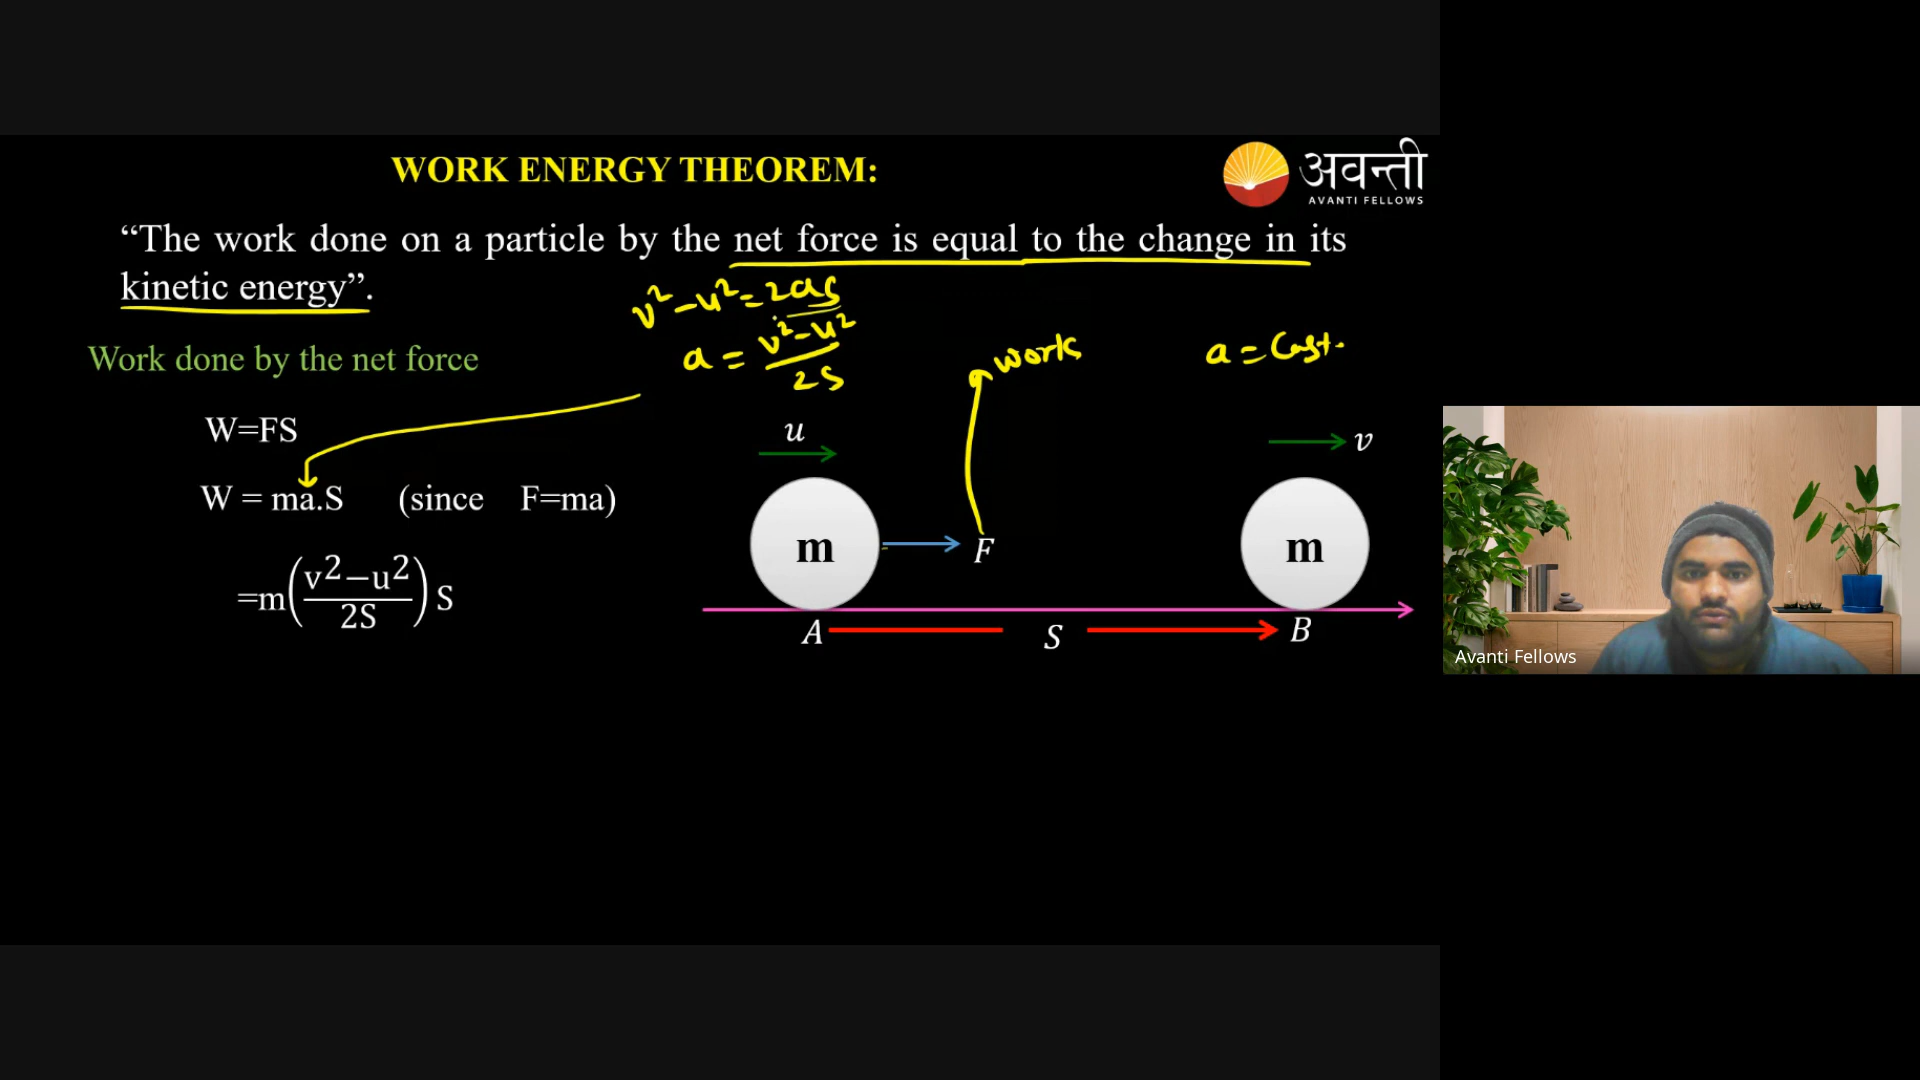 WORK ENERGY THEOREM:
अवन्ती
AVANTI FELLOWS
“The work done on a particle by the net force is equal to the change in its
kinetic energy”.
v²-u²=2as
a = v²-u²/2S
work
a = Cost.
Work done by the net force
W=FS
W = ma.S (since F=ma)
=m(v2−u2/2S) S
u
v
m
F
m
A
S
B
Avanti Fellows